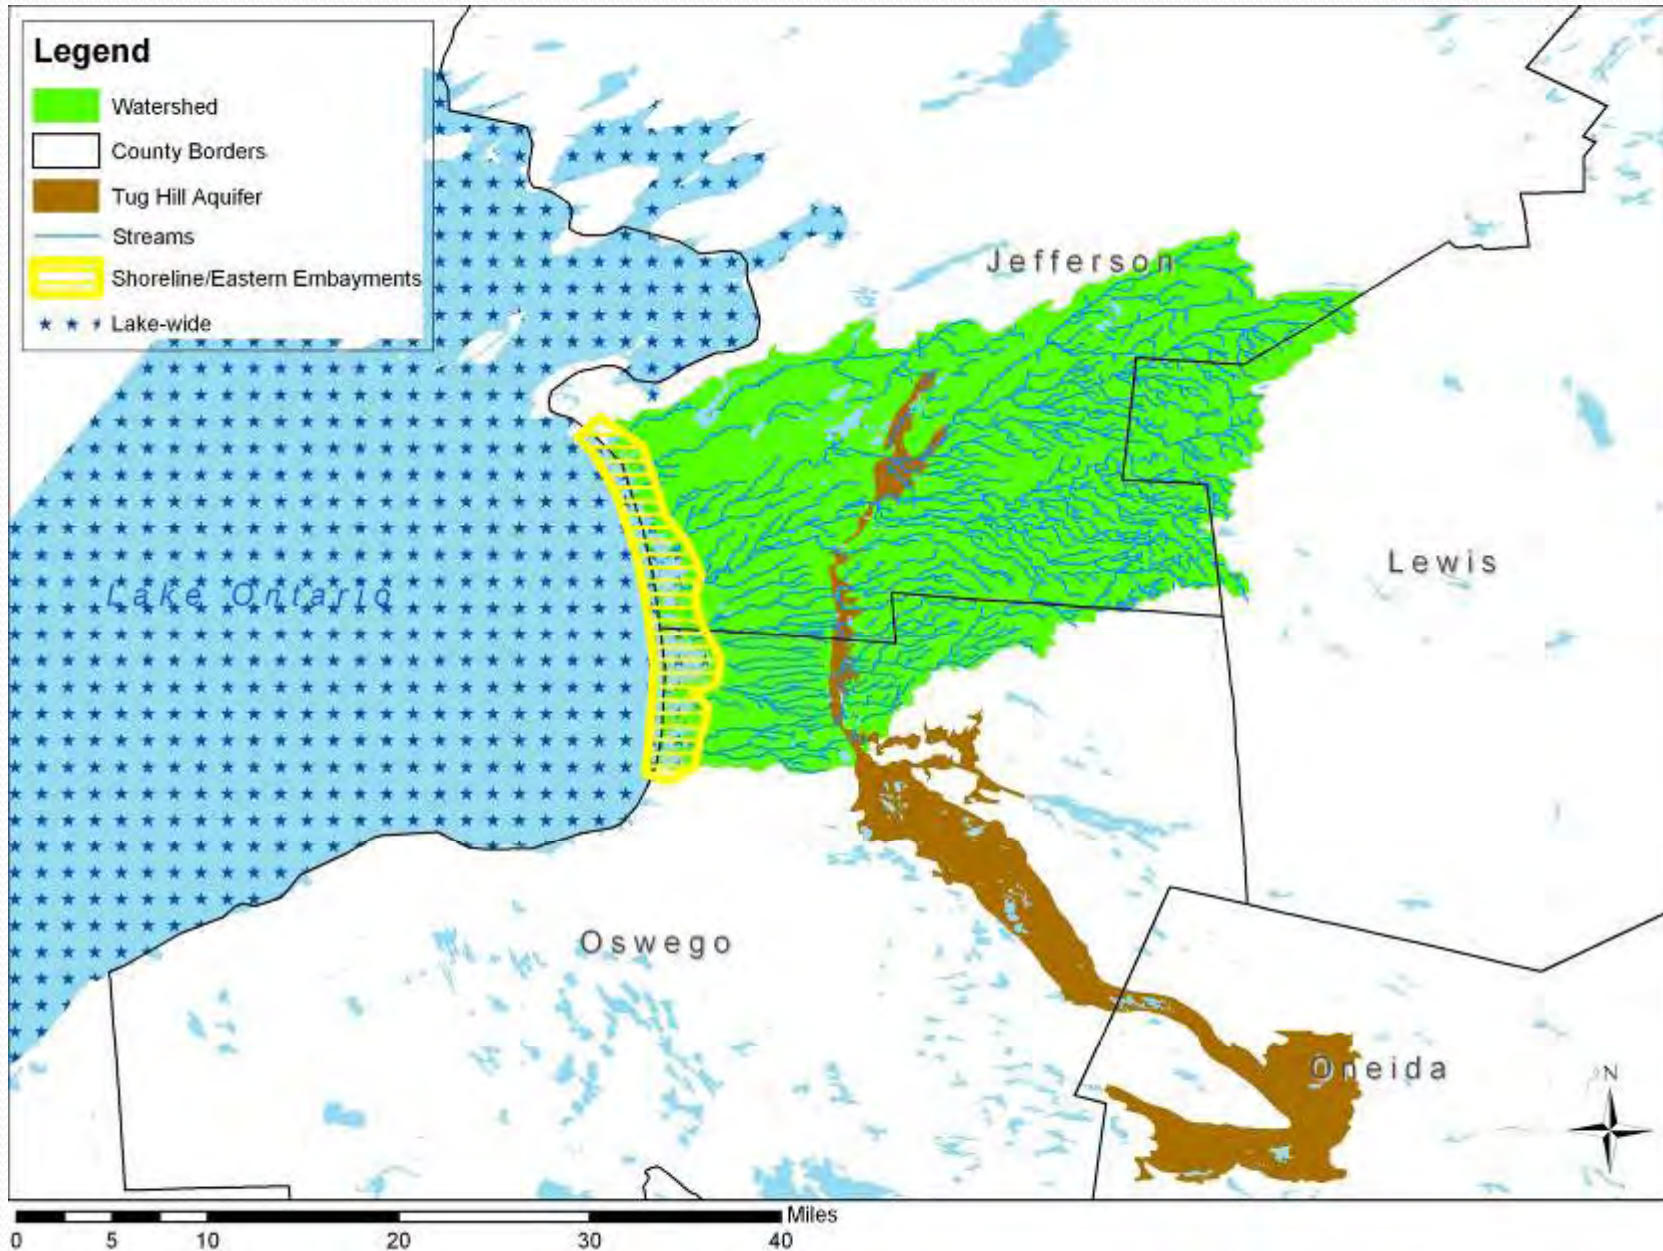 Legend
Watershed
County Borders
Tug Hill Aquifer
Streams
Shoreline/Eastern Embayments
Lake-wide
Jefferson
Lewis
Lake Ontario
Oswego
Oneida
N
Miles
0 5 10 20 30 40